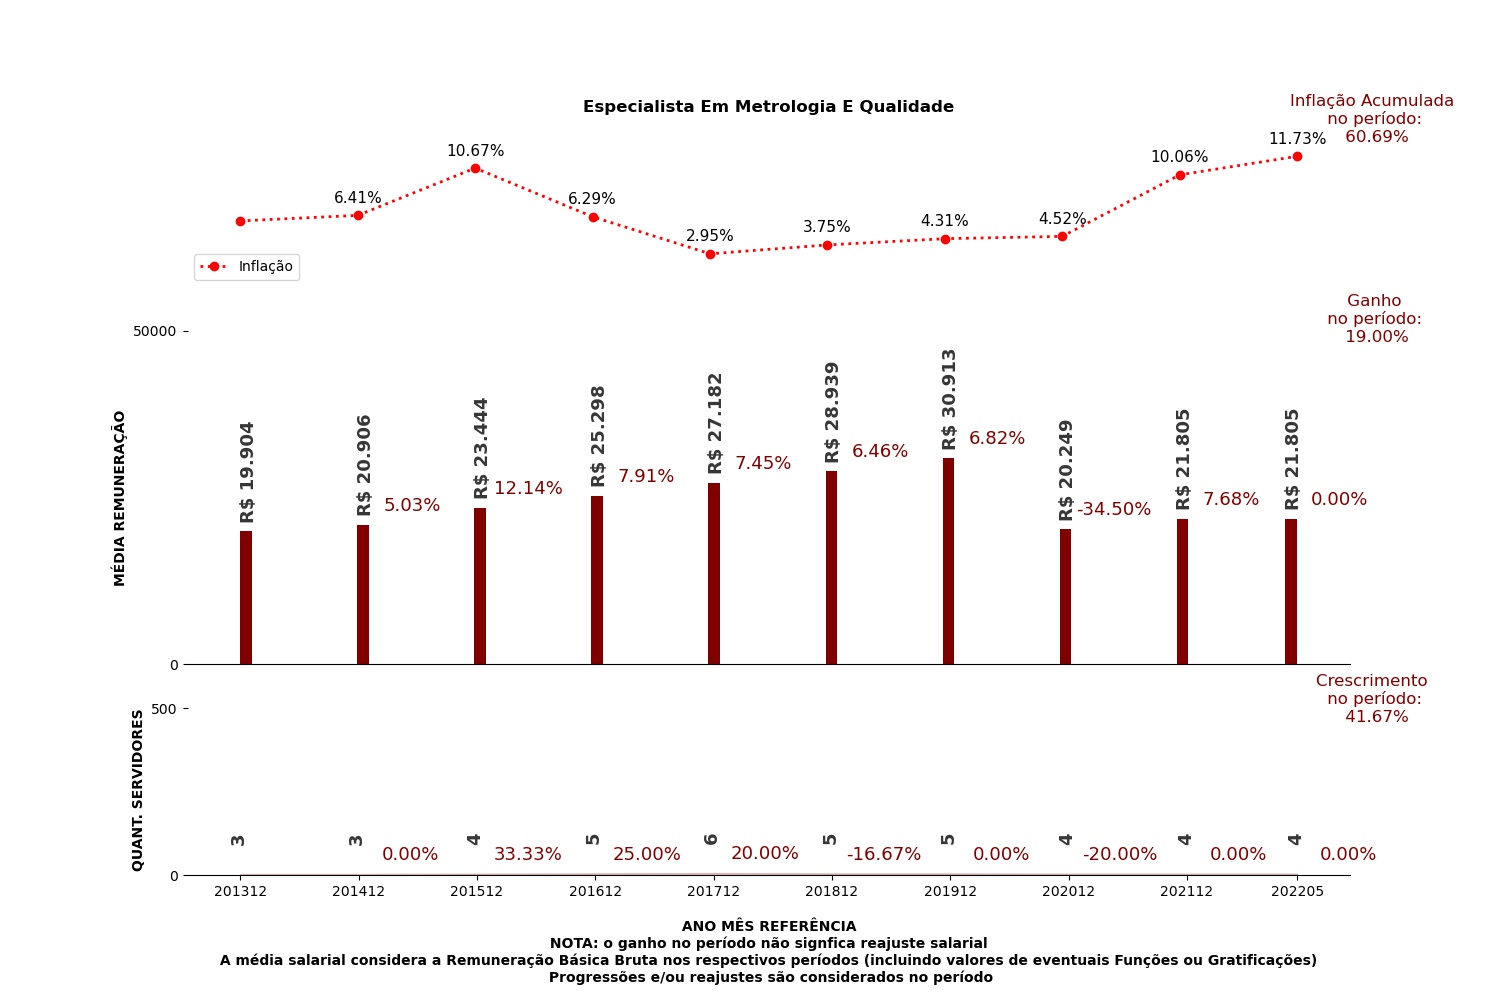 Especialista Em Metrologia E Qualidade
Inflação Acumulada
no período:
60.69%
6.41%
10.67%
6.29%
2.95%
3.75%
4.31%
4.52%
10.06%
11.73%
Inflação
Ganho
no período:
19.00%
50000
0
MÉDIA REMUNERAÇÃO
R$ 19.904
R$ 20.906
R$ 23.444
R$ 25.298
R$ 27.182
R$ 28.939
R$ 30.913
R$ 20.249
R$ 21.805
R$ 21.805
5.03%
12.14%
7.91%
7.45%
6.46%
6.82%
-34.50%
7.68%
0.00%
Crescrimento
no período:
41.67%
500
0
QUANT. SERVIDORES
3
3
4
5
6
5
5
4
4
4
0.00%
33.33%
25.00%
20.00%
-16.67%
0.00%
-20.00%
0.00%
0.00%
201312
201412
201512
201612
201712
201812
201912
202012
202112
202205
ANO MÊS REFERÊNCIA
NOTA: o ganho no período não signfica reajuste salarial
A média salarial considera a Remuneração Básica Bruta nos respectivos períodos (incluindo valores de eventuais Funções ou Gratificações)
Progressões e/ou reajustes são considerados no período